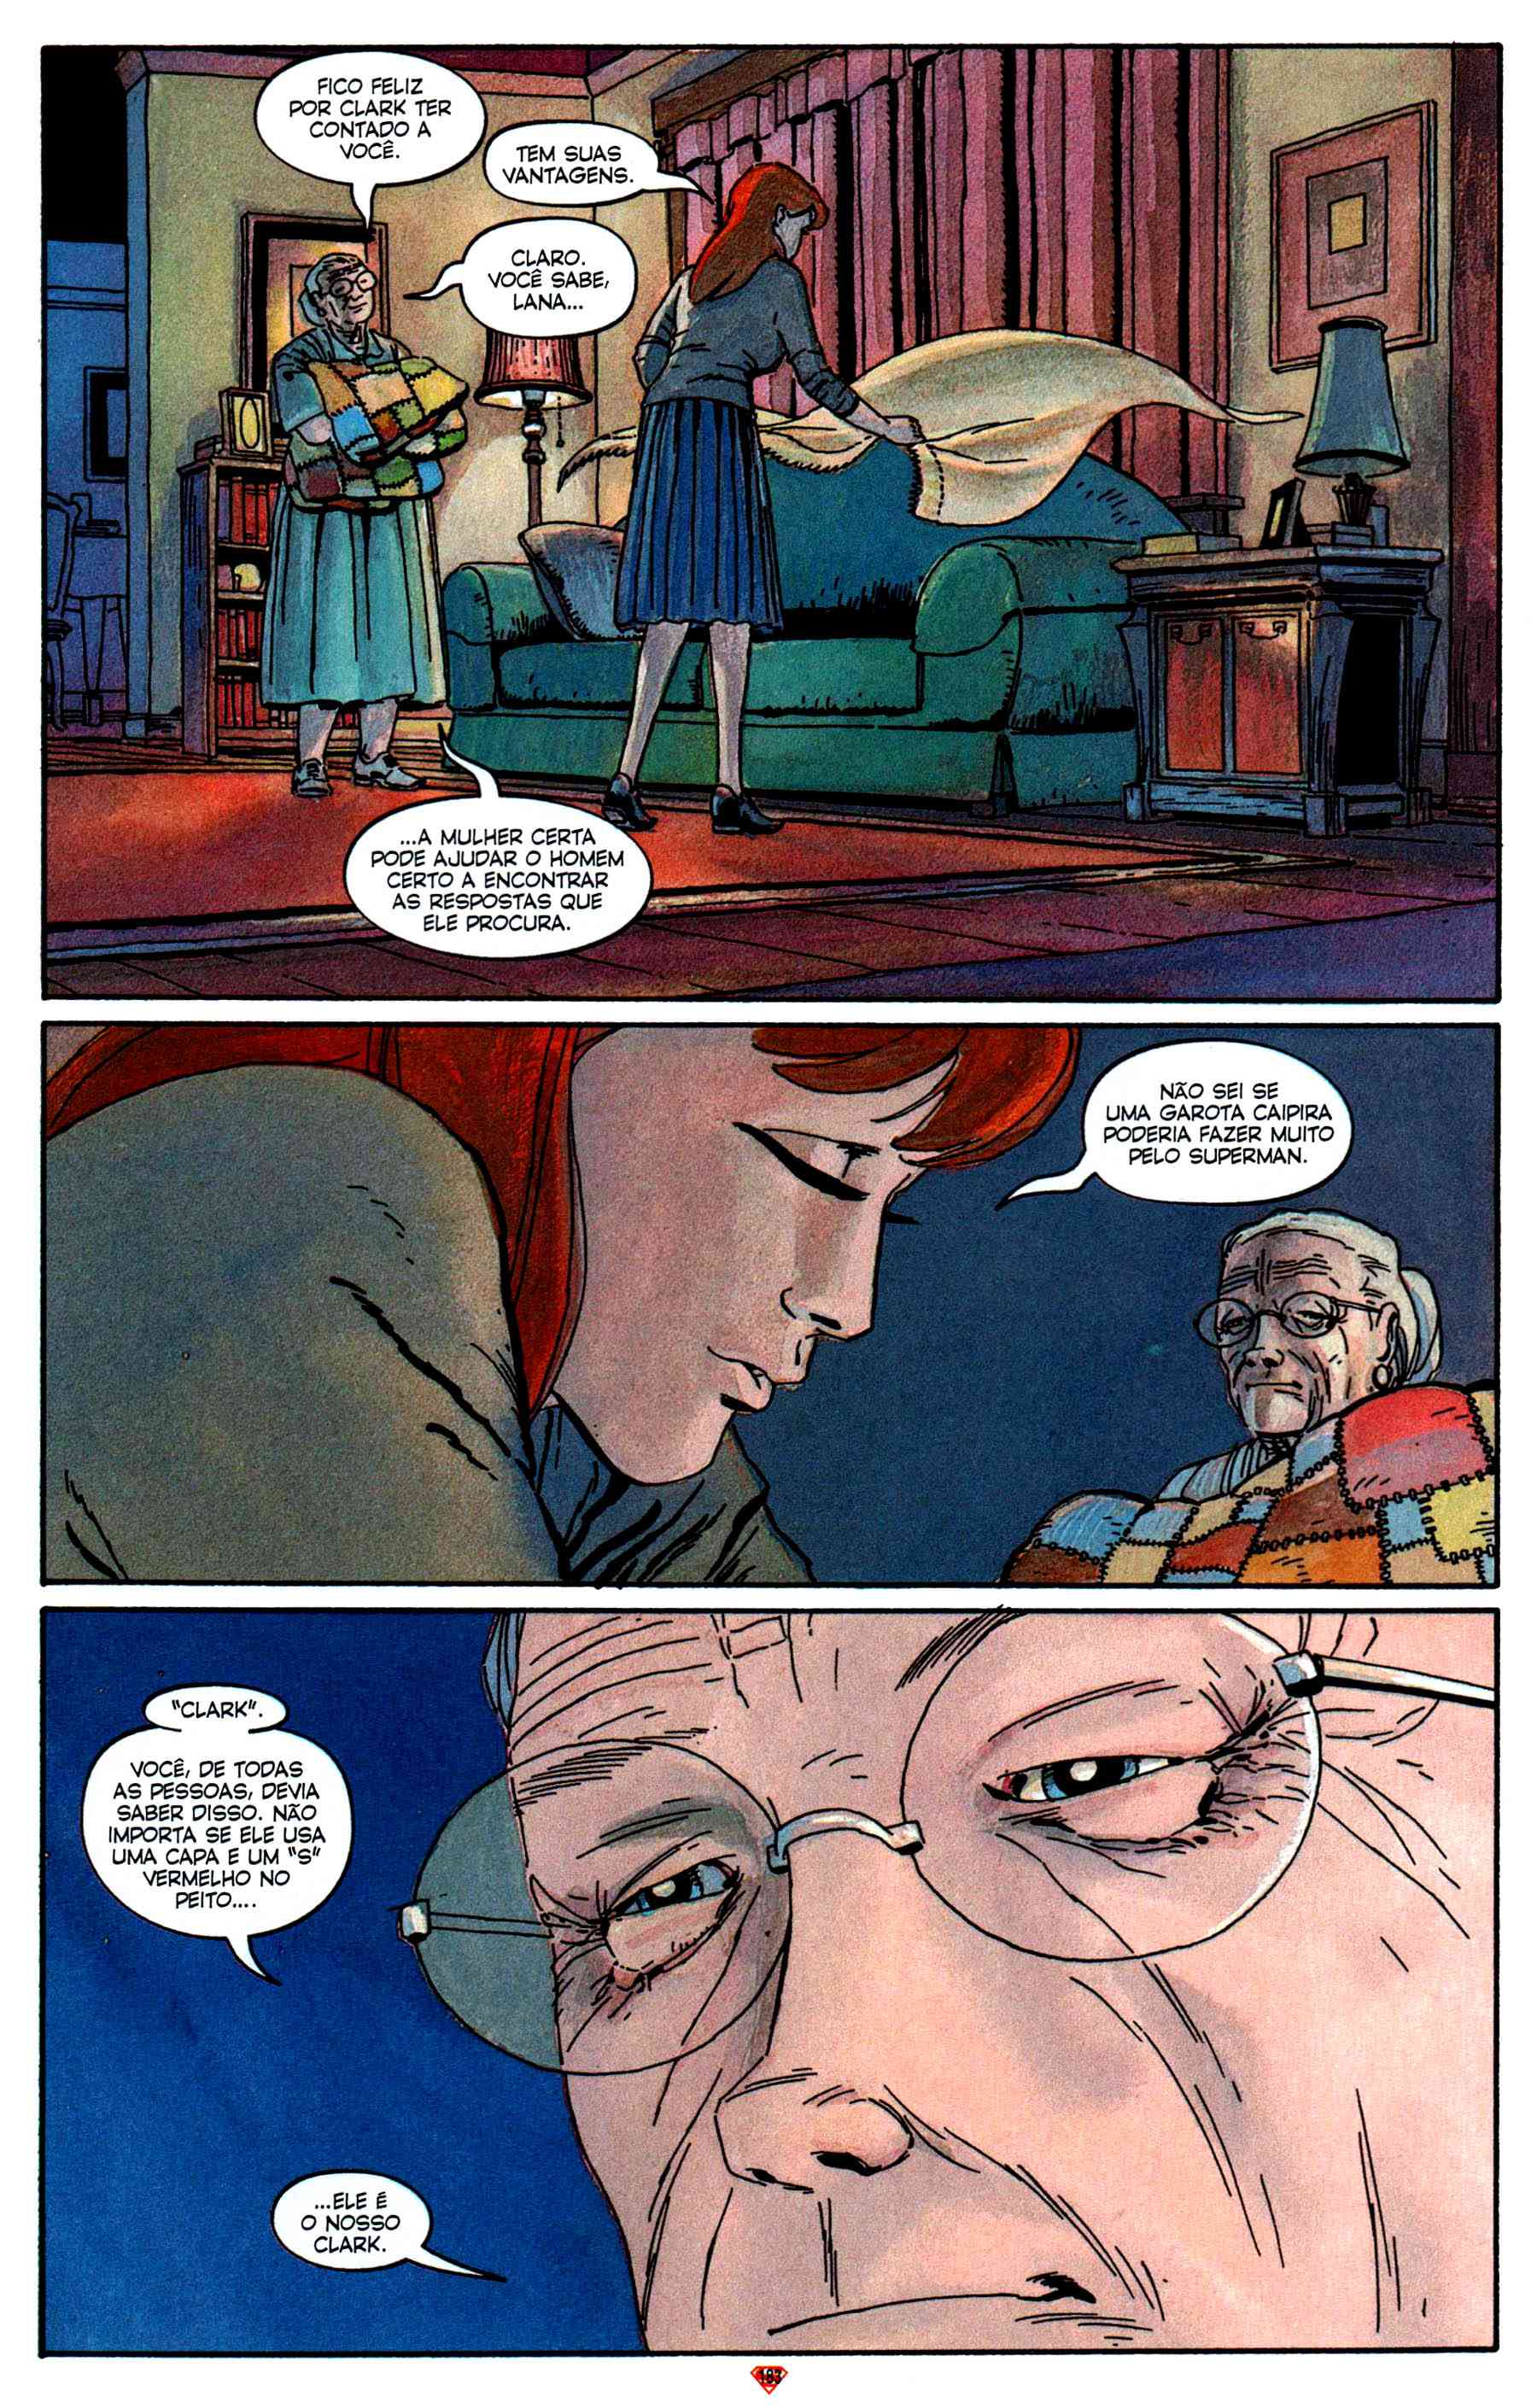 FICO FELIZ
POR CLARK TER
CONTADO A
VOCÊ.
TEM SUAS
VANTAGENS.
CLARO.
VOCÊ SABE,
LANA...
...A MULHER CERTA
PODE AJUDAR O HOMEM
CERTO A ENCONTRAR
AS RESPOSTAS QUE
ELE PROCURA.
NÃO SEI SE
UMA GAROTA CAIPIRA
PODERIA FAZER MUITO
PELO SUPERMAN.
"CLARK".
VOCÊ, DE TODAS
AS PESSOAS, DEVIA
SABER DISSO. NÃO
IMPORTA SE ELE USA
UMA CAPA E UM "S"
VERMELHO NO
PEITO....
...ELE É
O NOSSO
CLARK.
183